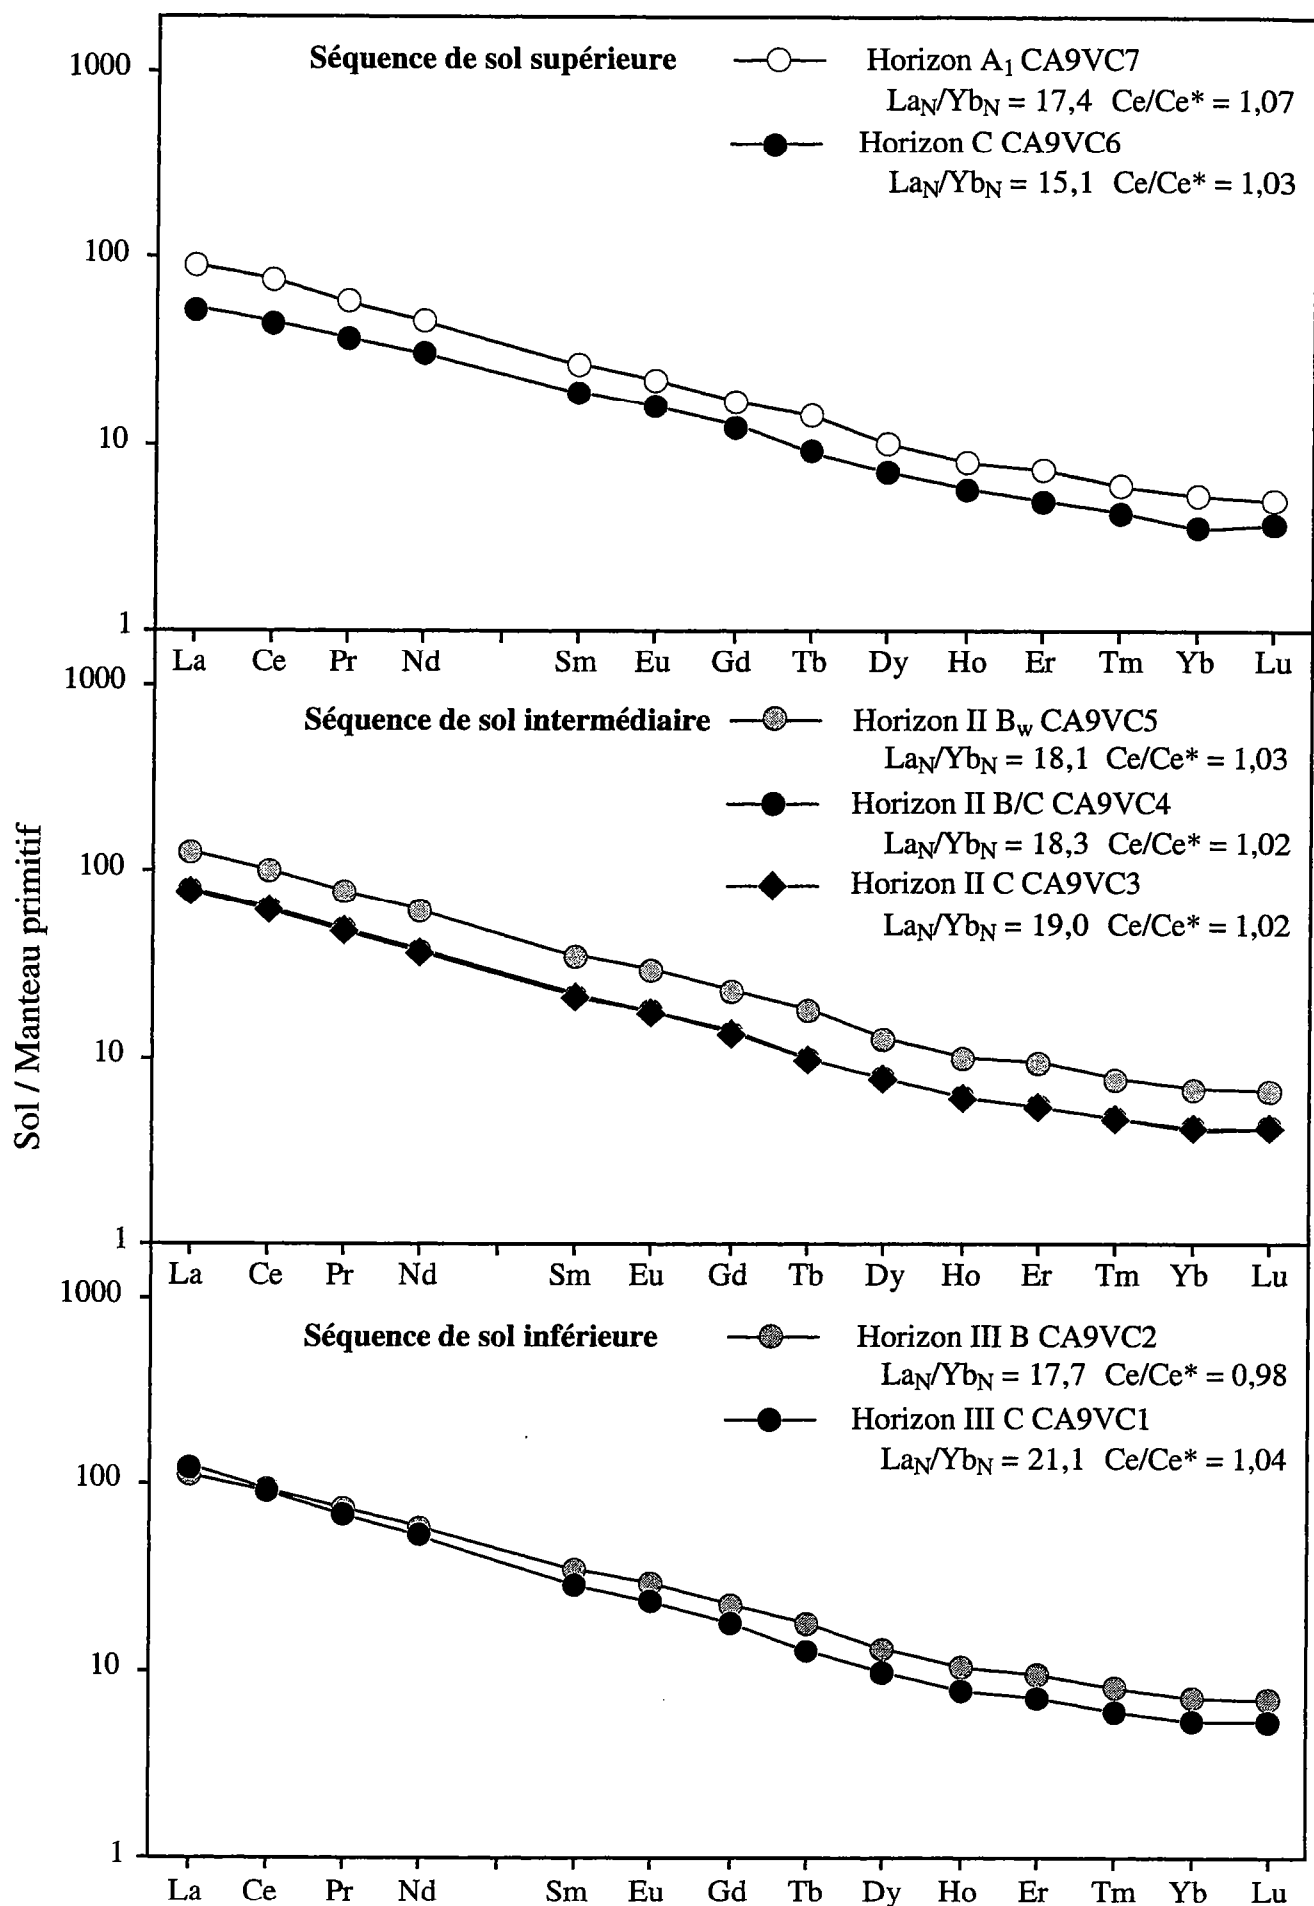 Séquence de sol supérieure
Horizon A1 CA9VC7
LaN/YbN = 17,4 Ce/Ce* = 1,07
Horizon C CA9VC6
LaN/YbN = 15,1 Ce/Ce* = 1,03
1000
100
10
1
La Ce Pr Nd Sm Eu Gd Tb Dy Ho Er Tm Yb Lu
Séquence de sol intermédiaire
Horizon II Bw CA9VC5
LaN/YbN = 18,1 Ce/Ce* = 1,03
Horizon II B/C CA9VC4
LaN/YbN = 18,3 Ce/Ce* = 1,02
Horizon II C CA9VC3
LaN/YbN = 19,0 Ce/Ce* = 1,02
1000
100
10
1
Sol / Manteau primitif
La Ce Pr Nd Sm Eu Gd Tb Dy Ho Er Tm Yb Lu
Séquence de sol inférieure
Horizon III B CA9VC2
LaN/YbN = 17,7 Ce/Ce* = 0,98
Horizon III C CA9VC1
LaN/YbN = 21,1 Ce/Ce* = 1,04
1000
100
10
1
La Ce Pr Nd Sm Eu Gd Tb Dy Ho Er Tm Yb Lu